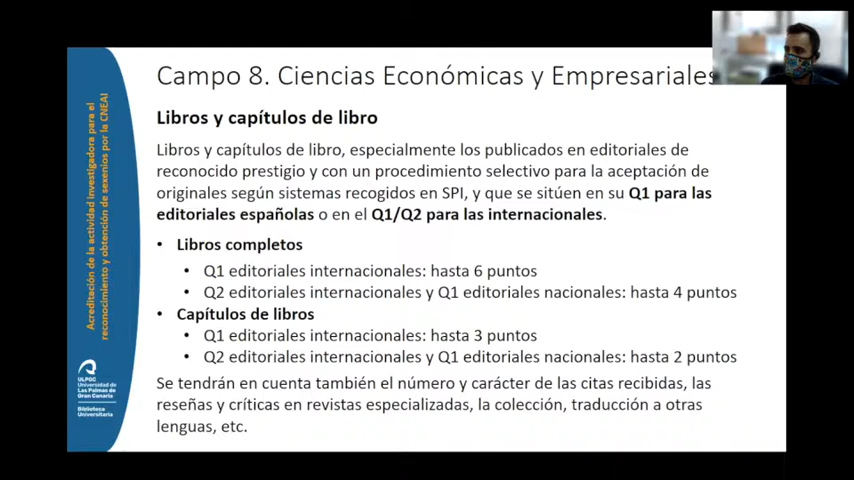 Campo 8. Ciencias Económicas y Empresariales
Libros y capítulos de libro
Libros y capítulos de libro, especialmente los publicados en editoriales de
reconocido prestigio y con un procedimiento selectivo para la aceptación de
originales según sistemas recogidos en SPI, y que se sitúen en su Q1 para las
editoriales españolas o en el Q1/Q2 para las internacionales.
• Libros completos
• Q1 editoriales internacionales: hasta 6 puntos
• Q2 editoriales internacionales y Q1 editoriales nacionales: hasta 4 puntos
• Capítulos de libros
• Q1 editoriales internacionales: hasta 3 puntos
• Q2 editoriales internacionales y Q1 editoriales nacionales: hasta 2 puntos
Se tendrán en cuenta también el número y carácter de las citas recibidas, las
reseñas y críticas en revistas especializadas, la colección, traducción a otras
lenguas, etc.
Acreditación de la actividad investigadora para el
reconocimiento y obtención de sexenios por la CNEAI
ULPGC
Universidad de
Las Palmas de
Gran Canaria
Biblioteca
Universitaria